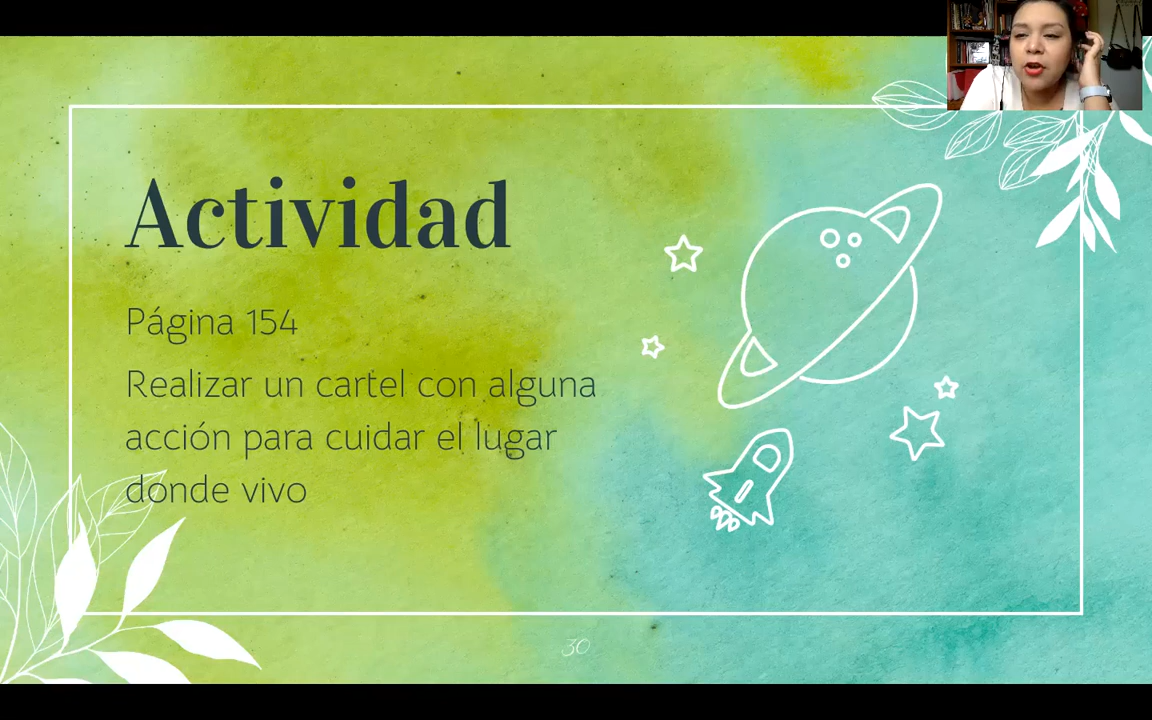 Actividad
Página 154
Realizar un cartel con alguna
acción para cuidar el lugar
donde vivo
30